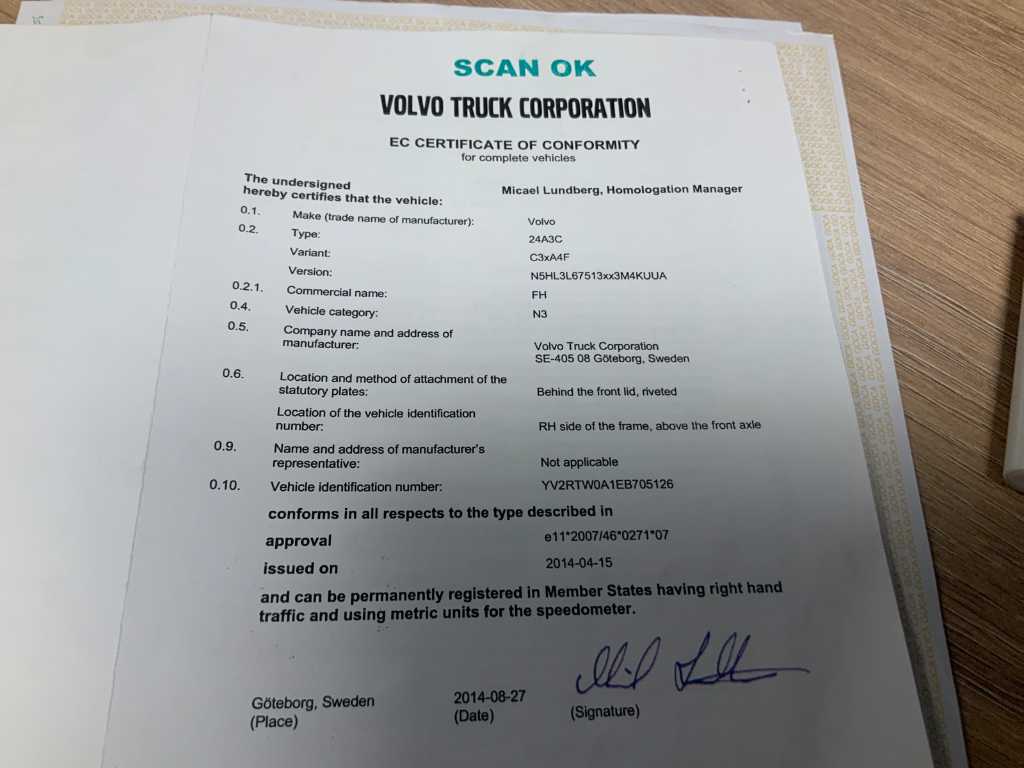 SCAN OK
VOLVO TRUCK CORPORATION
EC CERTIFICATE OF CONFORMITY
for complete vehicles
The undersigned
hereby certifies that the vehicle: Micael Lundberg, Homologation Manager
0.1. Make (trade name of manufacturer): Volvo
0.2. Type: 24A3C
Variant: C3xA4F
Version: N5HL3L67513xx3M4KUUA
0.2.1. Commercial name: FH
0.4. Vehicle category: N3
0.5. Company name and address of
manufacturer: Volvo Truck Corporation
SE-405 08 Göteborg, Sweden
0.6. Location and method of attachment of the
statutory plates: Behind the front lid, riveted
Location of the vehicle identification
number: RH side of the frame, above the front axle
0.9. Name and address of manufacturer's
representative: Not applicable
0.10. Vehicle identification number: YV2RTW0A1EB705126
conforms in all respects to the type described in
approval e11*2007/46*0271*07
issued on 2014-04-15
and can be permanently registered in Member States having right hand
traffic and using metric units for the speedometer.
Göteborg, Sweden 2014-08-27
(Place) (Date) (Signature)